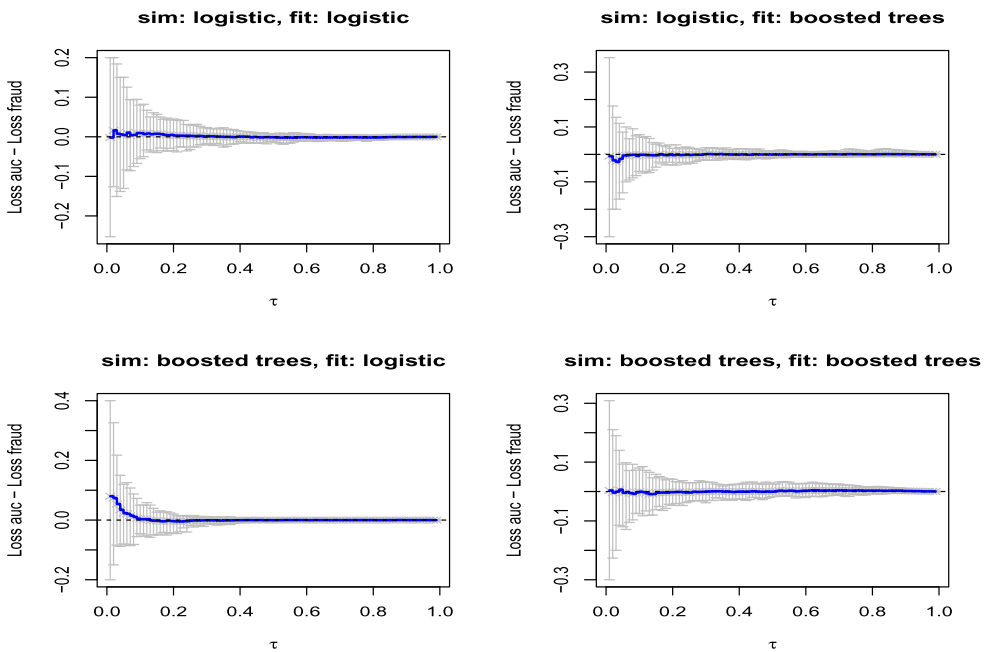 sim: logistic, fit: logistic
Loss auc − Loss fraud
0.2
0.1
0.0
−0.1
−0.2
0.0 0.2 0.4 0.6 0.8 1.0
τ
sim: logistic, fit: boosted trees
Loss auc − Loss fraud
0.3
0.1
−0.1
−0.3
0.0 0.2 0.4 0.6 0.8 1.0
τ
sim: boosted trees, fit: logistic
Loss auc − Loss fraud
0.4
0.2
0.0
−0.2
0.0 0.2 0.4 0.6 0.8 1.0
τ
sim: boosted trees, fit: boosted trees
Loss auc − Loss fraud
0.3
0.1
−0.1
−0.3
0.0 0.2 0.4 0.6 0.8 1.0
τ